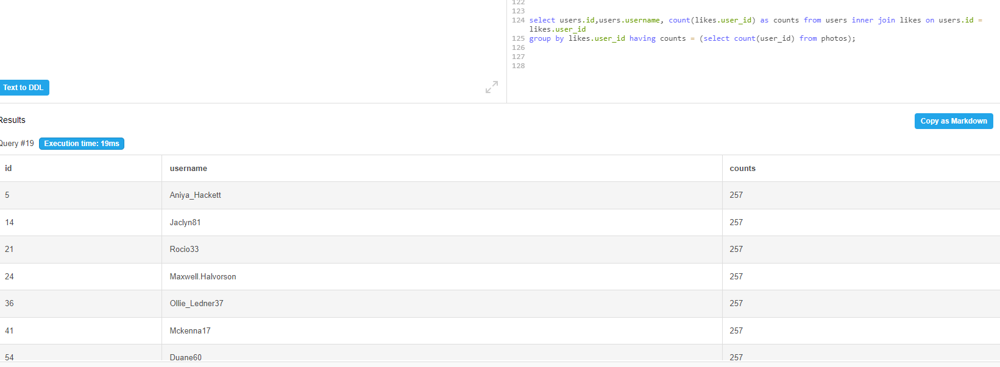 122
123
124 select users.id,users.username, count(likes.user_id) as counts from users inner join likes on users.id =
likes.user_id
125 group by likes.user_id having counts = (select count(user_id) from photos);
126
127
128
Text to DDL
Results
Copy as Markdown
Query #19 Execution time: 19ms
id username counts
5 Aniya_Hackett 257
14 Jaclyn81 257
21 Rocio33 257
24 Maxwell.Halvorson 257
36 Ollie_Ledner37 257
41 Mckenna17 257
54 Duane60 257